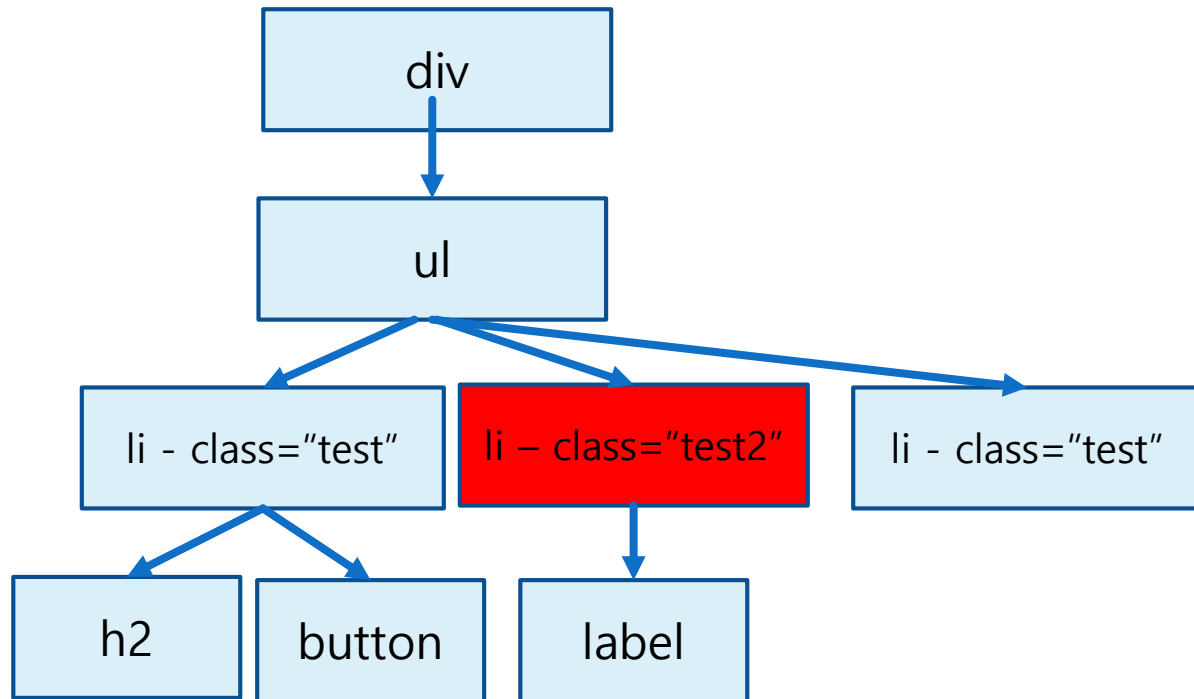 div
ul
li - class=”test”
li – class=”test2”
li - class=”test”
h2
button
label